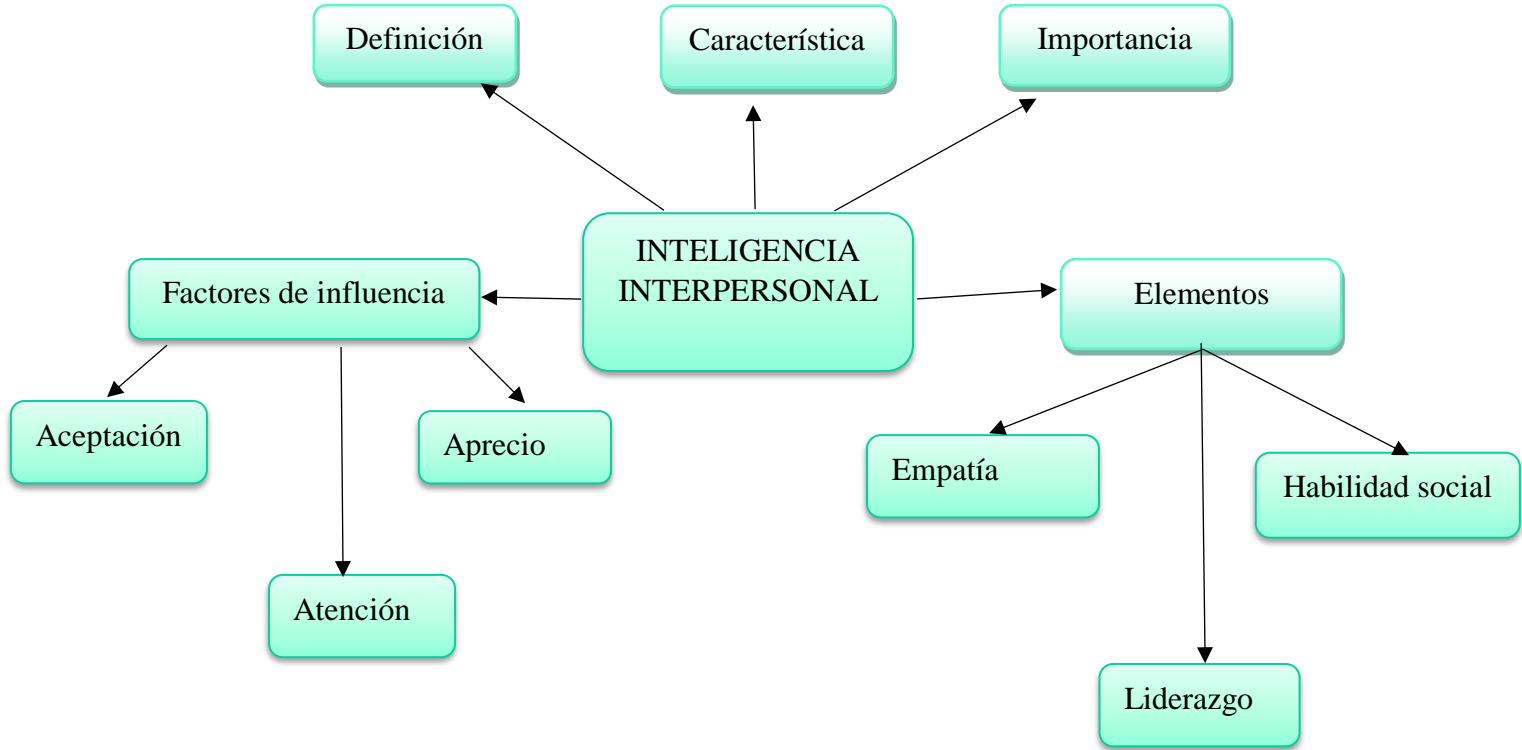 Definición
Característica
Importancia
INTELIGENCIA
INTERPERSONAL
Factores de influencia
Elementos
Aceptación
Aprecio
Atención
Empatía
Habilidad social
Liderazgo